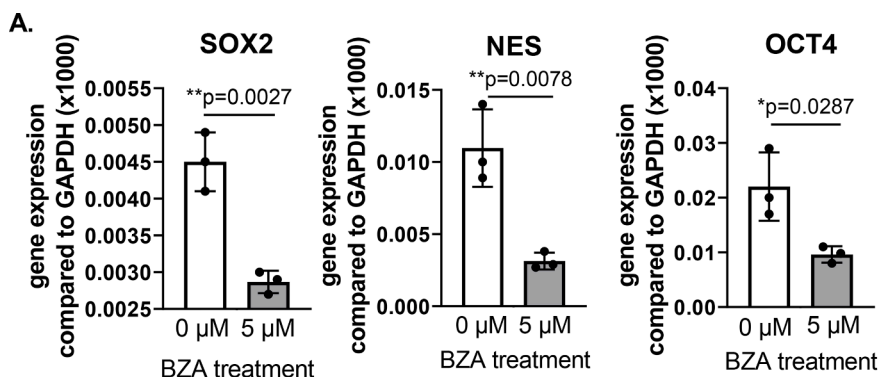 A.
SOX2
gene expression
compared to GAPDH (x1000)
0.0055
0.0050
0.0045
0.0040
0.0035
0.0030
0.0025
**p=0.0027
0 µM 5 µM
BZA treatment
NES
gene expression
compared to GAPDH (x1000)
0.015
0.010
0.005
0.000
**p=0.0078
0 µM 5 µM
BZA treatment
OCT4
gene expression
compared to GAPDH (x1000)
0.04
0.03
0.02
0.01
0.00
*p=0.0287
0 µM 5 µM
BZA treatment